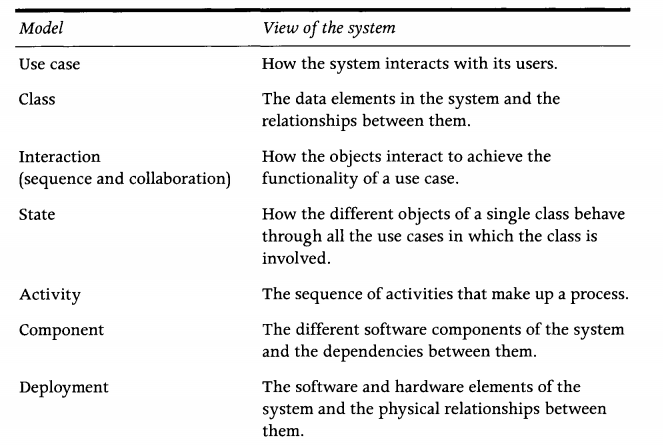 Model View of the system
Use case How the system interacts with its users.
Class The data elements in the system and the
relationships between them.
Interaction How the objects interact to achieve the
(sequence and collaboration) functionality of a use case.
State How the different objects of a single class behave
through all the use cases in which the class is
involved.
Activity The sequence of activities that make up a process.
Component The different software components of the system
and the dependencies between them.
Deployment The software and hardware elements of the
system and the physical relationships between
them.